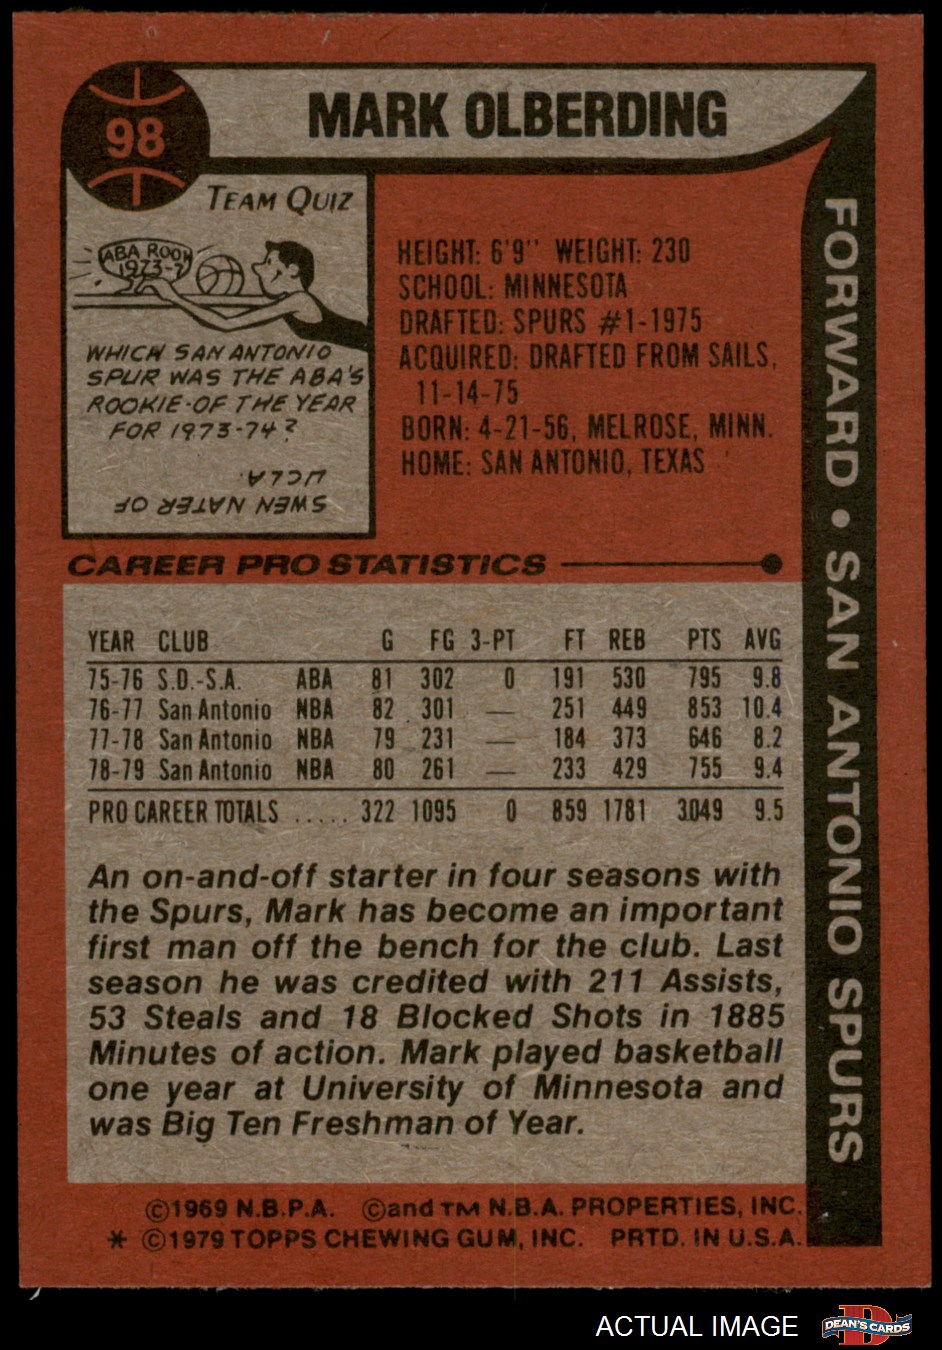 98
MARK OLBERDING
TEAM QUIZ
ABA ROOK
1973-7
WHICH SAN ANTONIO
SPUR WAS THE ABA'S
ROOKIE-OF THE YEAR
FOR 1973-74?
SWEN NATER OF
UCLA
HEIGHT: 6'9" WEIGHT: 230
SCHOOL: MINNESOTA
DRAFTED: SPURS #1-1975
ACQUIRED: DRAFTED FROM SAILS,
11-14-75
BORN: 4-21-56, MELROSE, MINN.
HOME: SAN ANTONIO, TEXAS
FORWARD • SAN ANTONIO SPURS
CAREER PRO STATISTICS
YEAR CLUB G FG 3-PT FT REB PTS AVG
75-76 S.D.-S.A. ABA 81 302 0 191 530 795 9.8
76-77 San Antonio NBA 82 301 — 251 449 853 10.4
77-78 San Antonio NBA 79 231 — 184 373 646 8.2
78-79 San Antonio NBA 80 261 — 233 429 755 9.4
PRO CAREER TOTALS ..... 322 1095 0 859 1781 3049 9.5
An on-and-off starter in four seasons with
the Spurs, Mark has become an important
first man off the bench for the club. Last
season he was credited with 211 Assists,
53 Steals and 18 Blocked Shots in 1885
Minutes of action. Mark played basketball
one year at University of Minnesota and
was Big Ten Freshman of Year.
©1969 N.B.P.A. ©and TM N.B.A. PROPERTIES, INC.
* ©1979 TOPPS CHEWING GUM, INC. PRTD. IN U.S.A.
ACTUAL IMAGE
DEAN'S CARDS